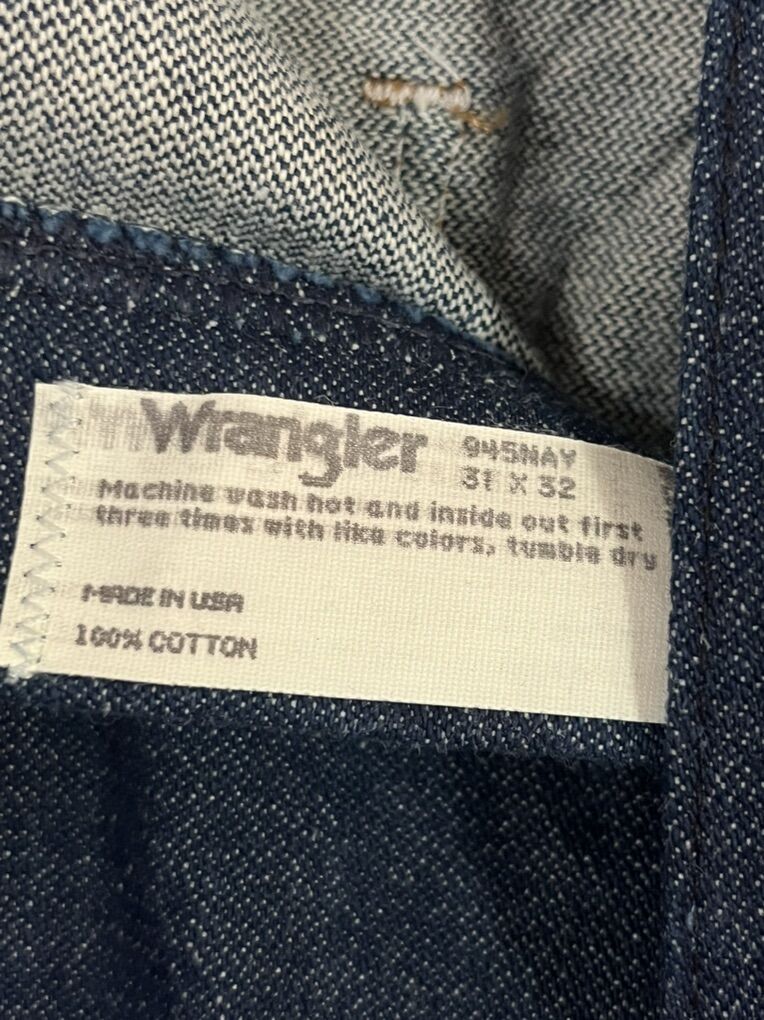 Wrangler 945NAV
31 X 32
Machine wash hot and inside out first
three times with like colors, tumble dry
MADE IN USA
100% COTTON